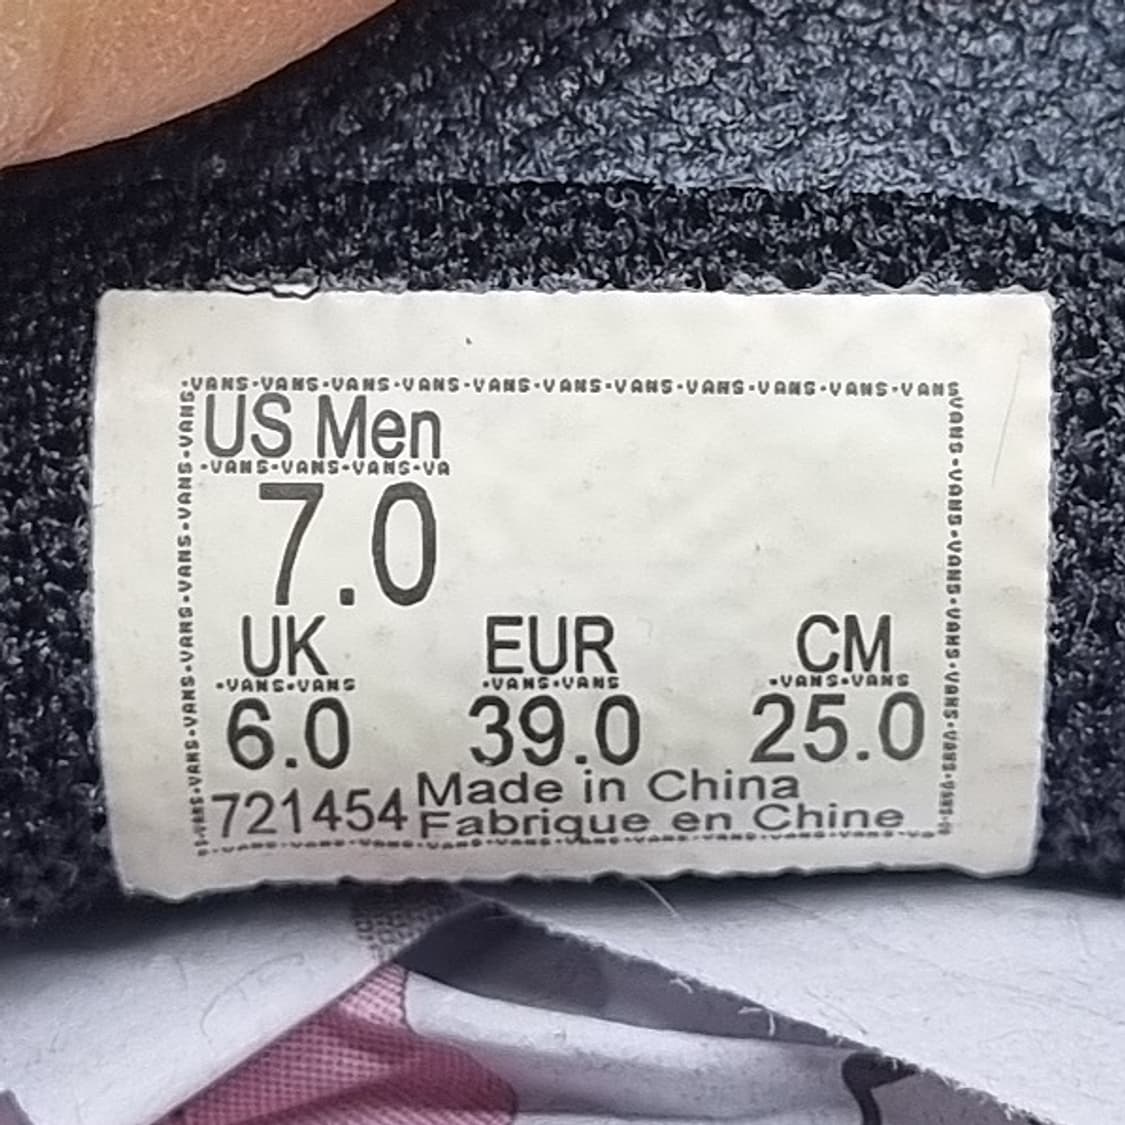 ·VANS·VANS·VANS·VANS·VANS·VANS·VANS·VANS·VANS·VANS·VANS
US Men
·VANS·VANS·VANS·VA
7.0
UK EUR CM
·VANS·VANS ·VANS·VANS ·VANS·VANS
6.0 39.0 25.0
721454 Made in China
Fabrique en Chine